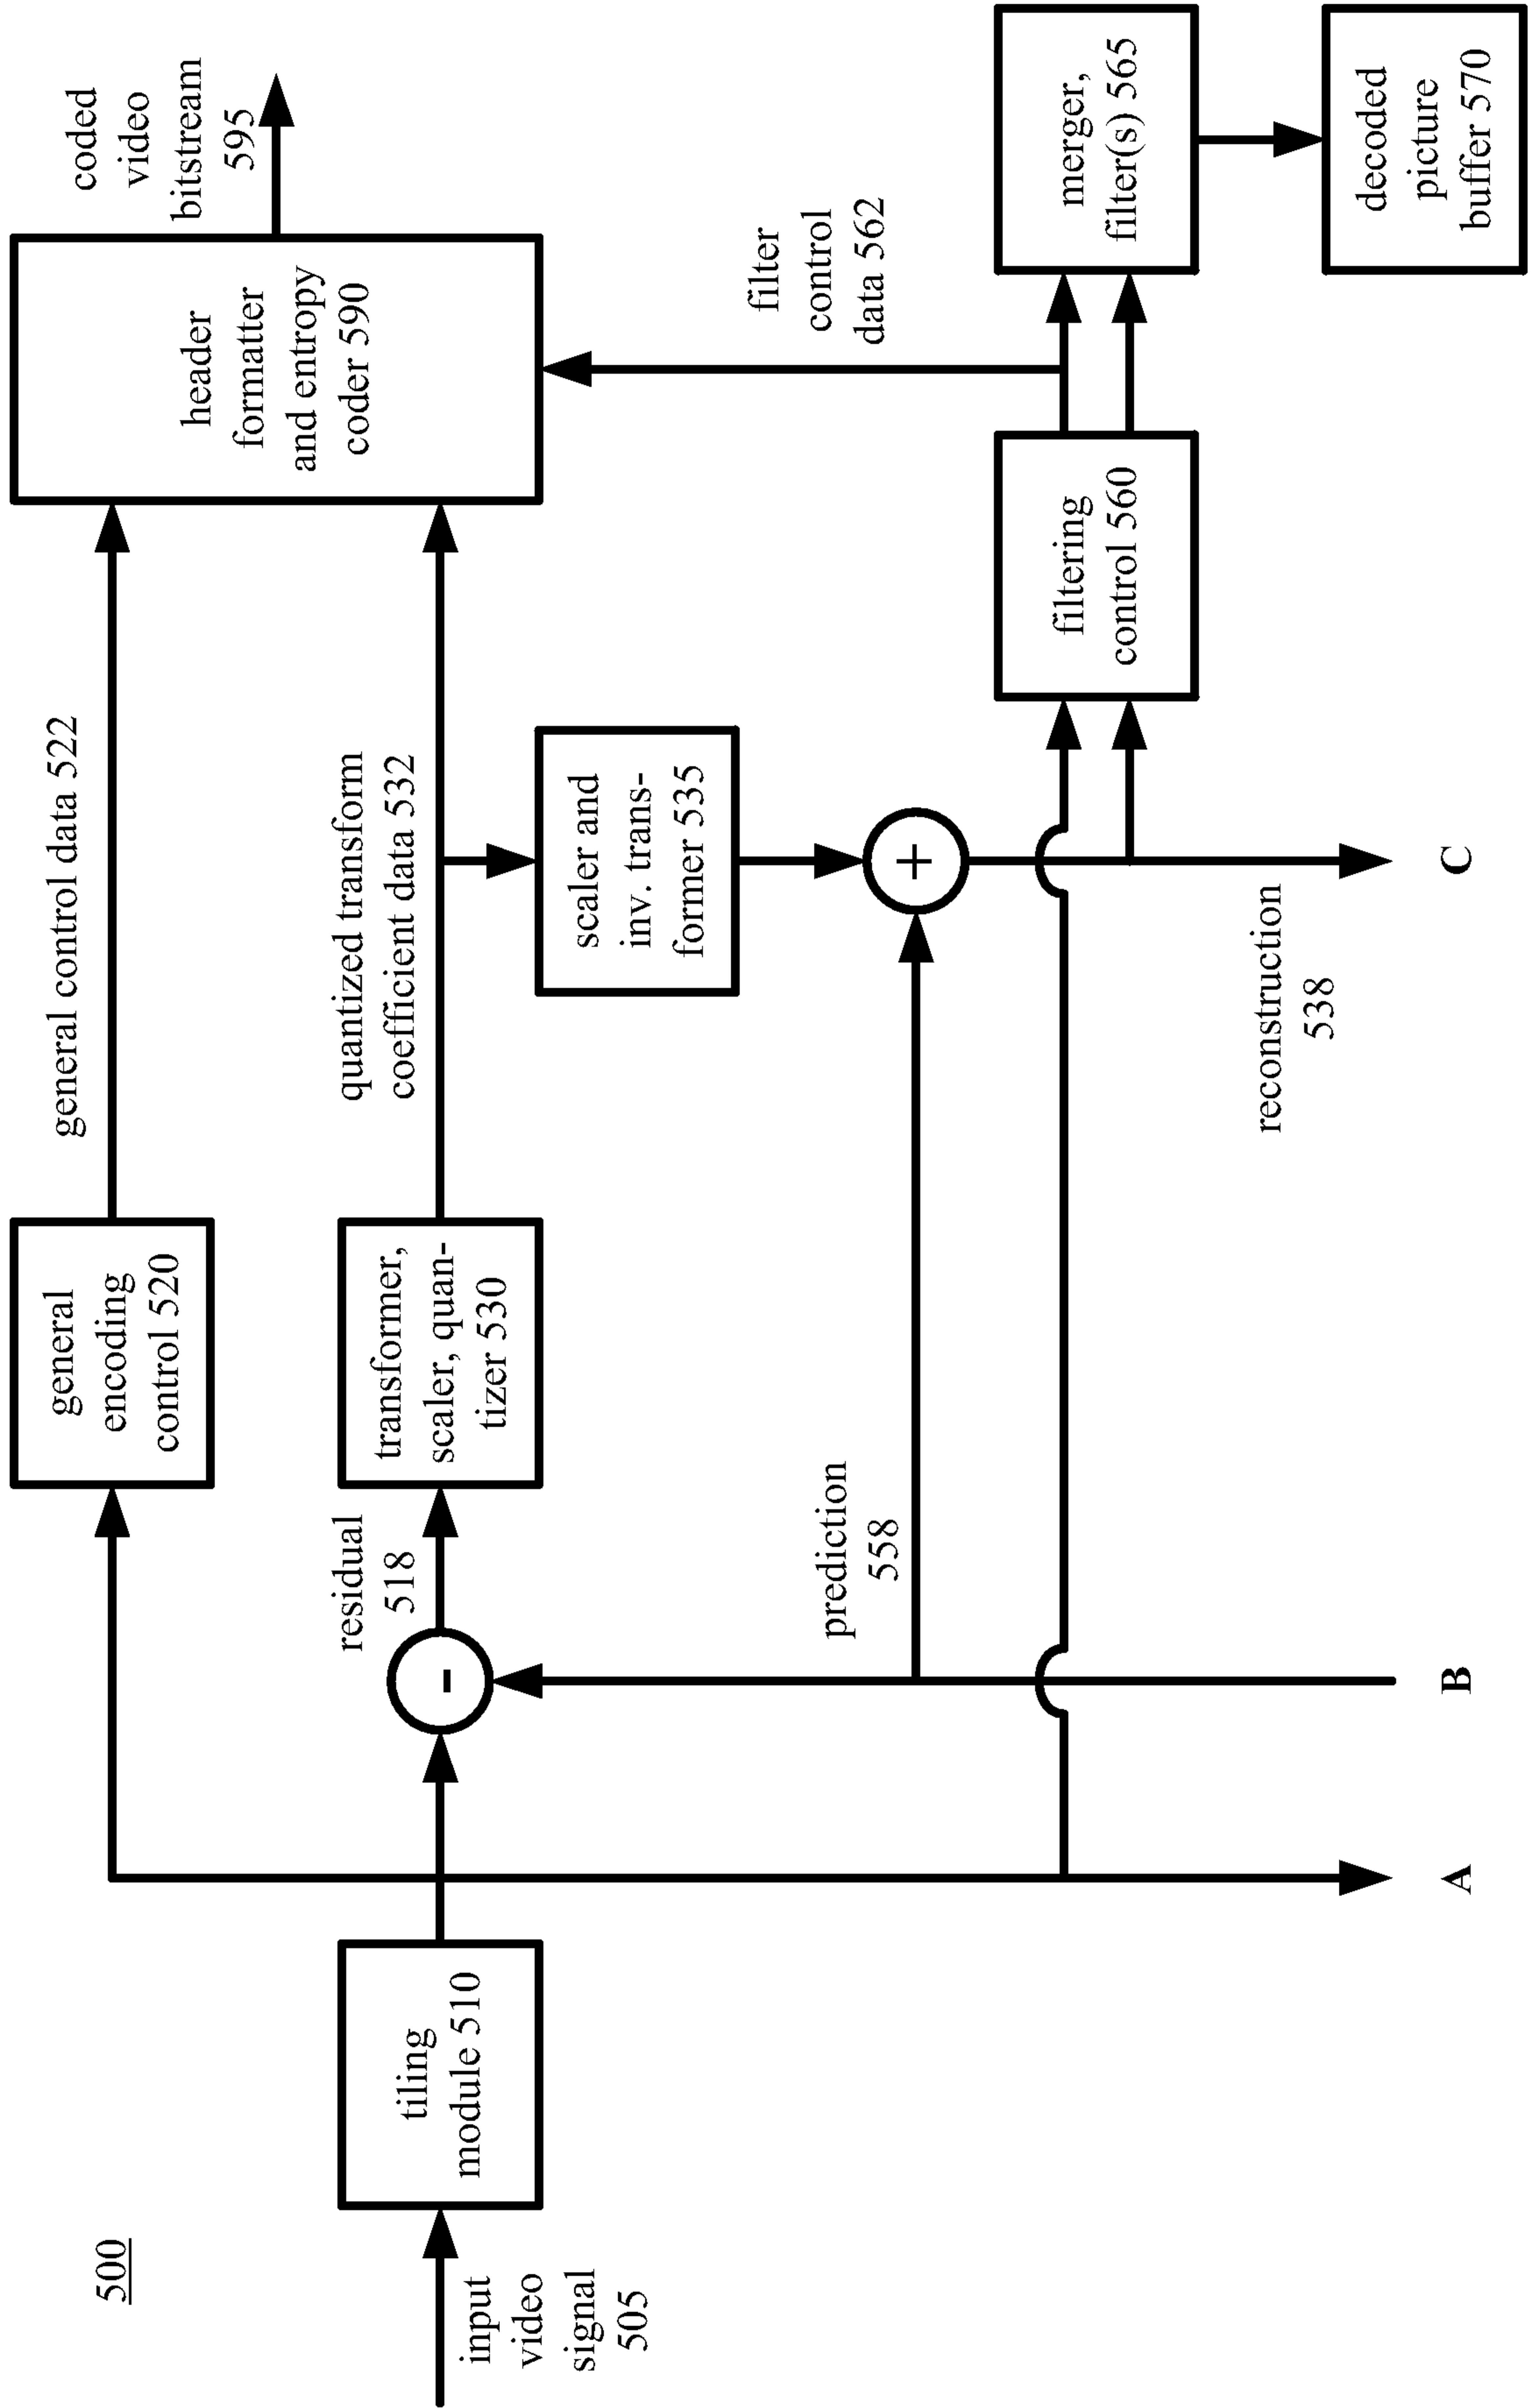 500
input
video
signal
505
tiling
module 510
general
encoding
control 520
general control data 522
residual
518
transformer,
scaler, quan-
tizer 530
quantized transform
coefficient data 532
header
formatter
and entropy
coder 590
coded
video
bitstream
595
scaler and
inv. trans-
former 535
prediction
558
+
-
filter
control
data 562
filtering
control 560
merger,
filter(s) 565
decoded
picture
buffer 570
reconstruction
538
A
B
C